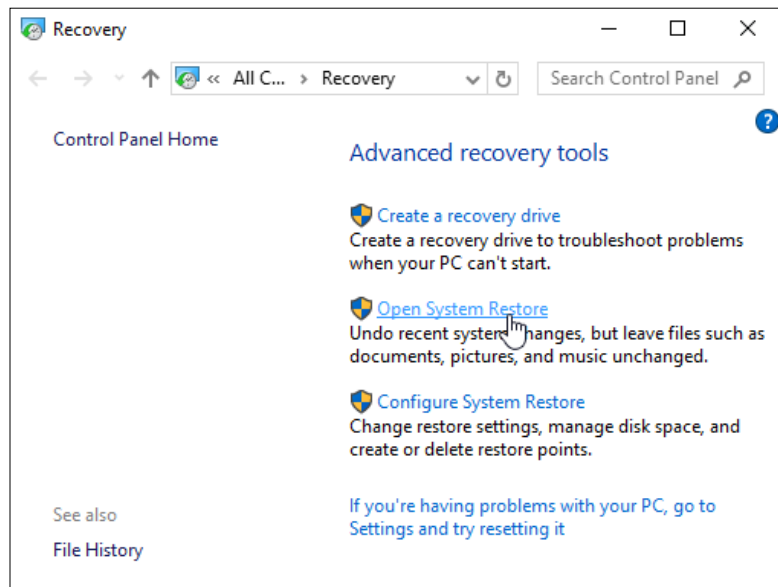 Recovery
« All C... › Recovery
Search Control Panel
Control Panel Home
Advanced recovery tools
Create a recovery drive
Create a recovery drive to troubleshoot problems
when your PC can't start.
Open System Restore
Undo recent system changes, but leave files such as
documents, pictures, and music unchanged.
Configure System Restore
Change restore settings, manage disk space, and
create or delete restore points.
If you're having problems with your PC, go to
Settings and try resetting it
See also
File History